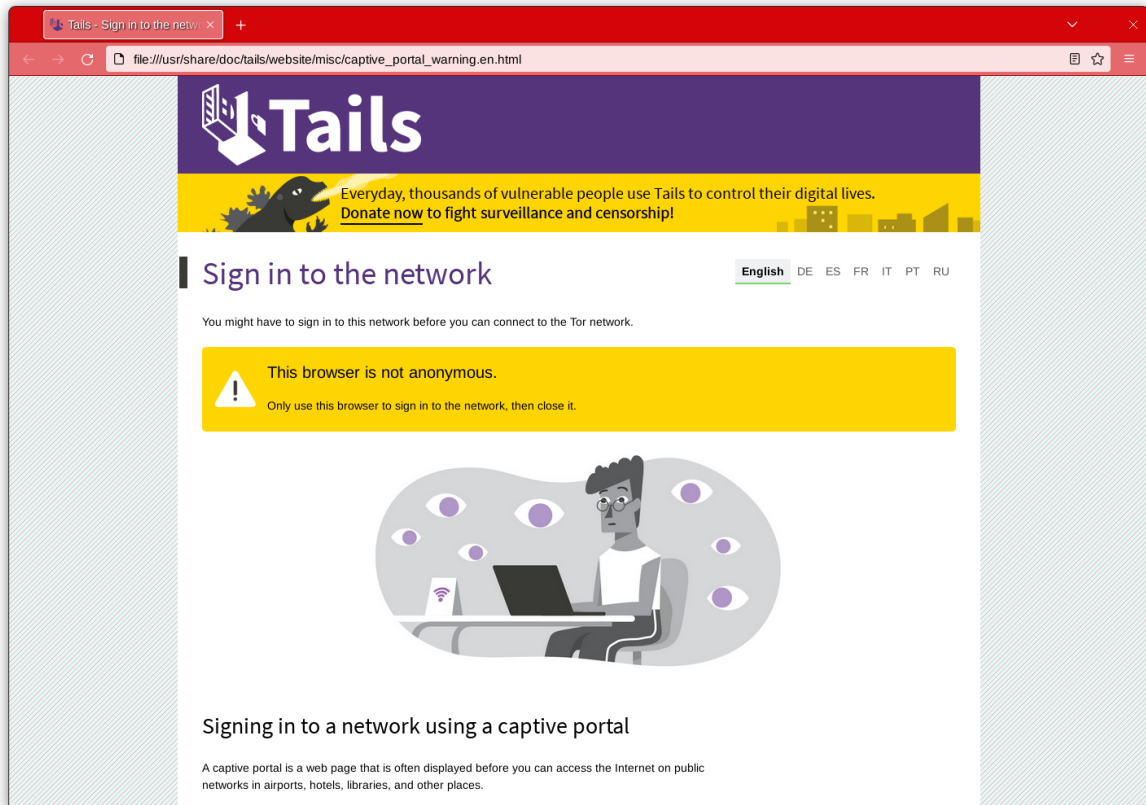 Tails - Sign in to the netw
file:///usr/share/doc/tails/website/misc/captive_portal_warning.en.html
Tails
Everyday, thousands of vulnerable people use Tails to control their digital lives.
Donate now to fight surveillance and censorship!
Sign in to the network
English DE ES FR IT PT RU
You might have to sign in to this network before you can connect to the Tor network.
This browser is not anonymous.
Only use this browser to sign in to the network, then close it.
Signing in to a network using a captive portal
A captive portal is a web page that is often displayed before you can access the Internet on public
networks in airports, hotels, libraries, and other places.